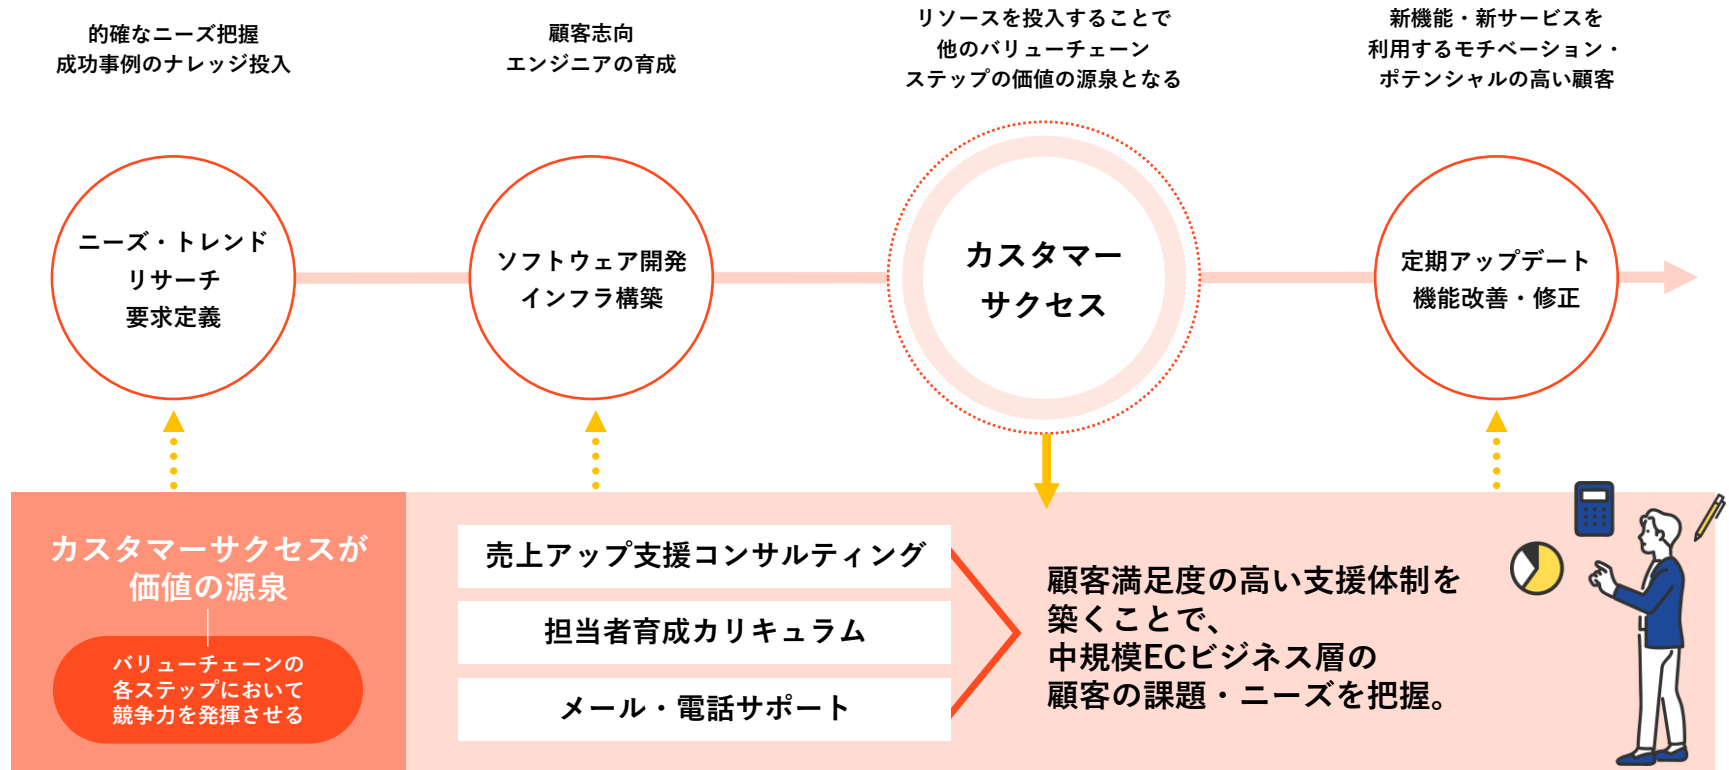 的確なニーズ把握
成功事例のナレッジ投入
顧客志向
エンジニアの育成
リソースを投入することで
他のバリューチェーン
ステップの価値の源泉となる
新機能・新サービスを
利用するモチベーション・
ポテンシャルの高い顧客
ニーズ・トレンド
リサーチ
要求定義
ソフトウェア開発
インフラ構築
カスタマー
サクセス
定期アップデート
機能改善・修正
カスタマーサクセスが
価値の源泉
バリューチェーンの
各ステップにおいて
競争力を発揮させる
売上アップ支援コンサルティング
担当者育成カリキュラム
メール・電話サポート
顧客満足度の高い支援体制を
築くことで、
中規模ECビジネス層の
顧客の課題・ニーズを把握。